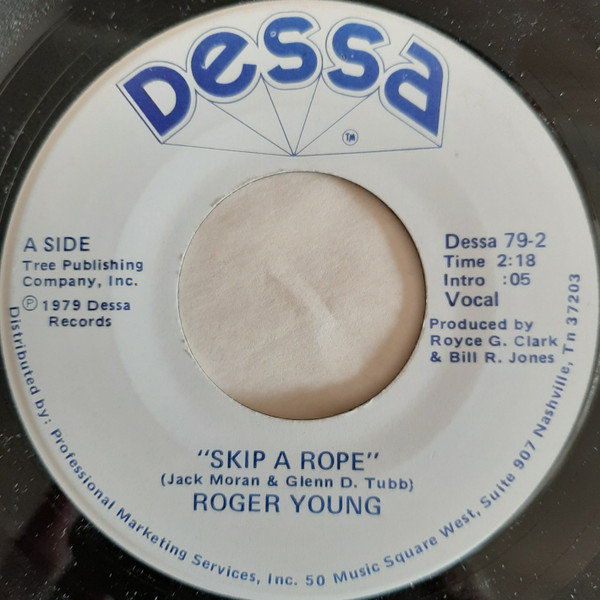 Dessa
TM
A SIDE
Tree Publishing
Company, Inc.
℗ 1979 Dessa
Records
Dessa 79-2
Time 2:18
Intro :05
Vocal
Produced by
Royce G. Clark
& Bill R. Jones
"SKIP A ROPE"
(Jack Moran & Glenn D. Tubb)
ROGER YOUNG
Distributed by: Professional Marketing Services, Inc. 50 Music Square West, Suite 907 Nashville, Tn 37203